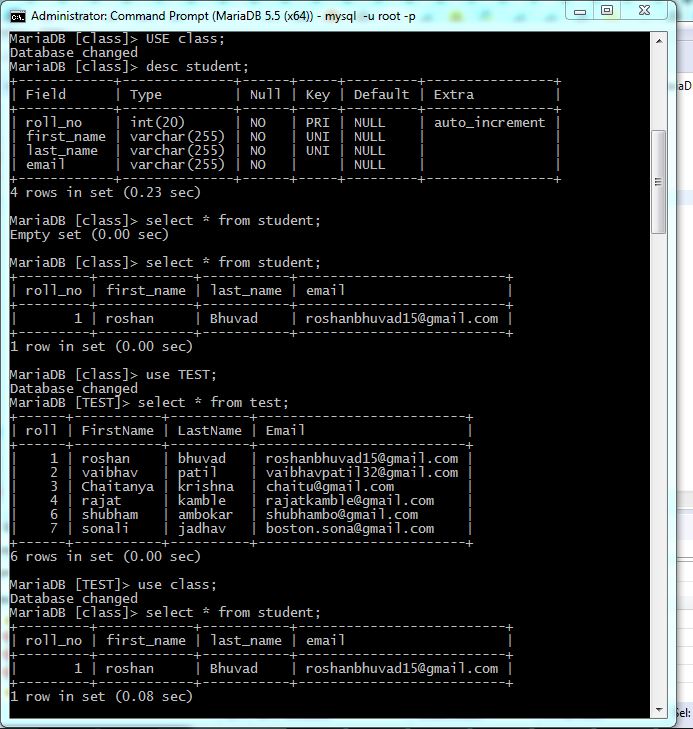 Administrator: Command Prompt (MariaDB 5.5 (x64)) - mysql  -u root -p
MariaDB [class]> USE class;
Database changed
MariaDB [class]> desc student;
+------------+--------------+------+-----+---------+----------------+
| Field      | Type         | Null | Key | Default | Extra          |
+------------+--------------+------+-----+---------+----------------+
| roll_no    | int(20)      | NO   | PRI | NULL    | auto_increment |
| first_name | varchar(255) | NO   | UNI | NULL    |                |
| last_name  | varchar(255) | NO   | UNI | NULL    |                |
| email      | varchar(255) | NO   |     | NULL    |                |
+------------+--------------+------+-----+---------+----------------+
4 rows in set (0.23 sec)
MariaDB [class]> select * from student;
Empty set (0.00 sec)
MariaDB [class]> select * from student;
+---------+------------+-----------+-------------------------+
| roll_no | first_name | last_name | email                   |
+---------+------------+-----------+-------------------------+
|       1 | roshan     | Bhuvad    | roshanbhuvad15@gmail.com |
+---------+------------+-----------+-------------------------+
1 row in set (0.00 sec)
MariaDB [class]> use TEST;
Database changed
MariaDB [TEST]> select * from test;
+------+-----------+----------+--------------------------+
| roll | FirstName | LastName | Email                    |
+------+-----------+----------+--------------------------+
|    1 | roshan    | bhuvad   | roshanbhuvad15@gmail.com |
|    2 | vaibhav   | patil    | vaibhavpatil32@gmail.com |
|    3 | Chaitanya | krishna  | chaitu@gmail.com         |
|    4 | rajat     | kamble   | rajatkamble@gmail.com    |
|    6 | shubham   | ambokar  | shubhambo@gmail.com      |
|    7 | sonali    | jadhav   | boston.sona@gmail.com    |
+------+-----------+----------+--------------------------+
6 rows in set (0.00 sec)
MariaDB [TEST]> use class;
Database changed
MariaDB [class]> select * from student;
+---------+------------+-----------+--------------------------+
| roll_no | first_name | last_name | email                    |
+---------+------------+-----------+--------------------------+
|       1 | roshan     | Bhuvad    | roshanbhuvad15@gmail.com |
+---------+------------+-----------+--------------------------+
1 row in set (0.08 sec)